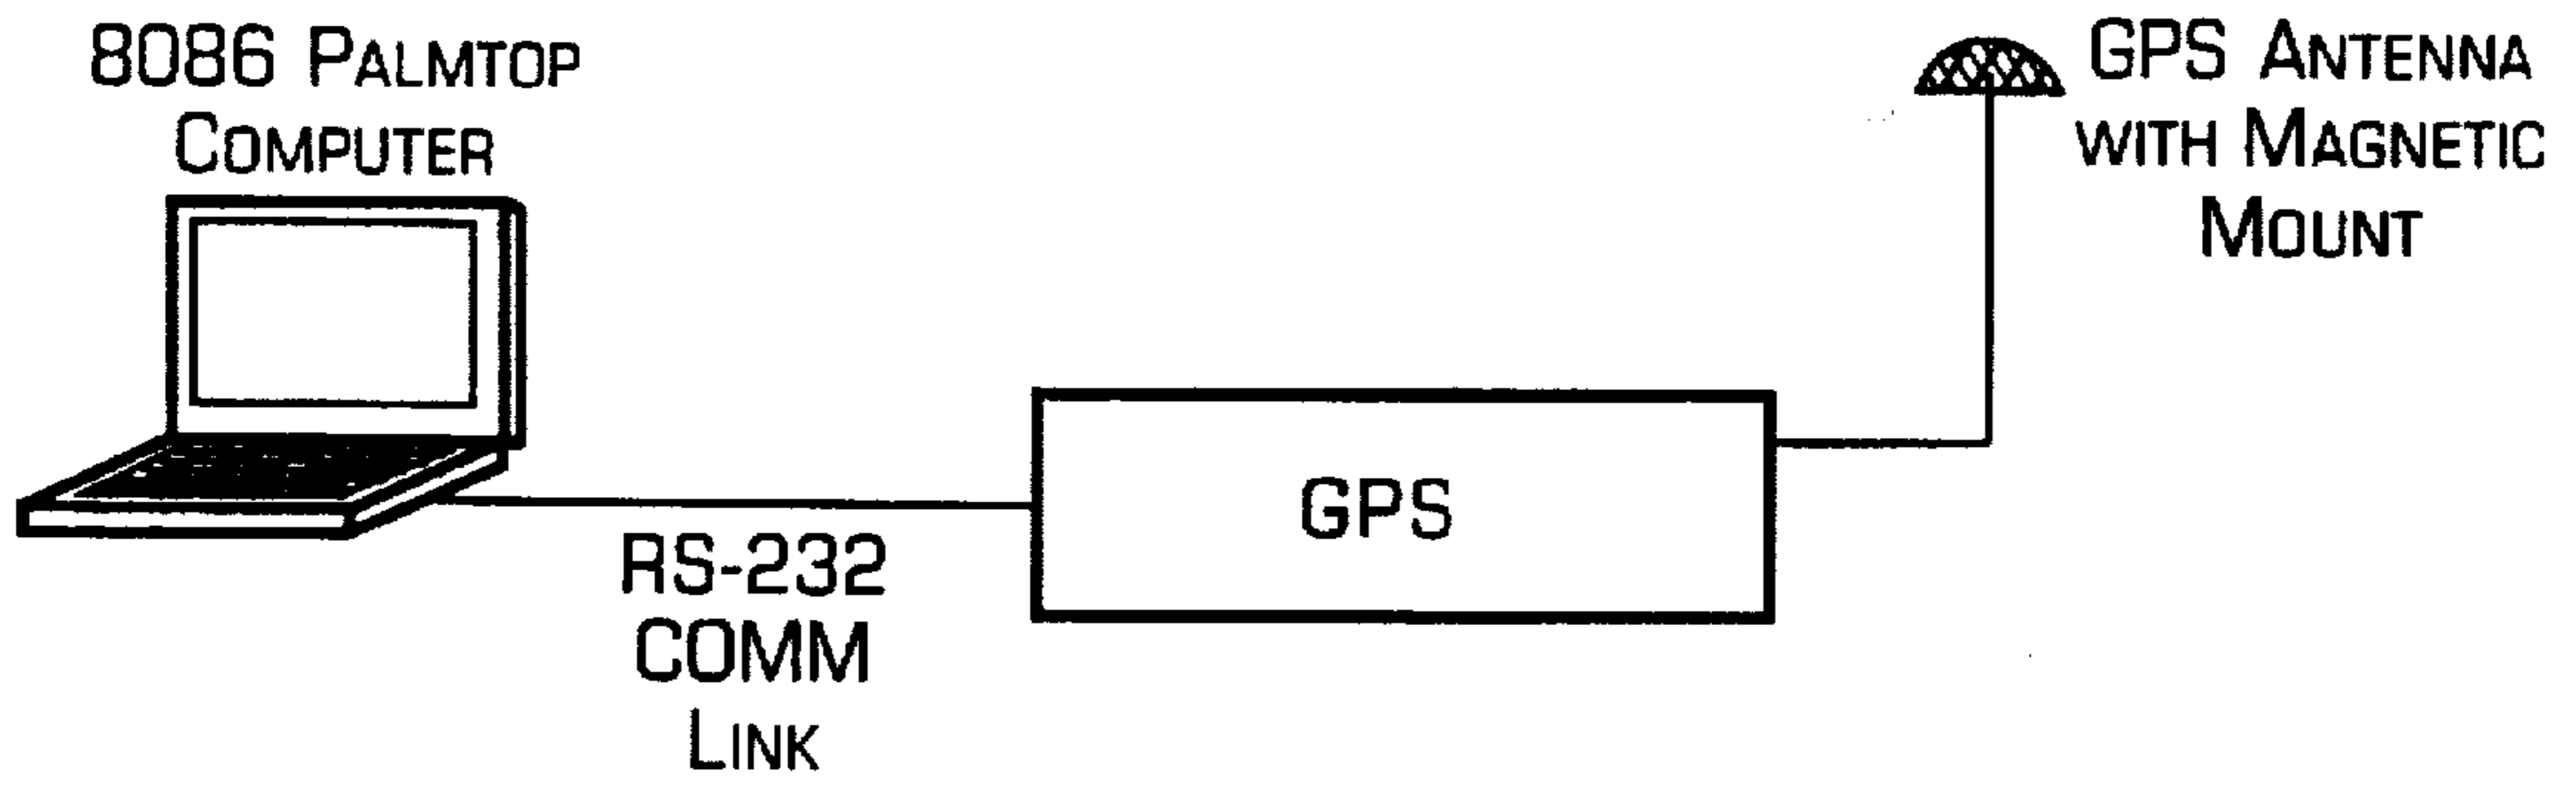 8086 PALMTOP
COMPUTER
GPS ANTENNA
WITH MAGNETIC
MOUNT
GPS
RS-232
COMM
LINK